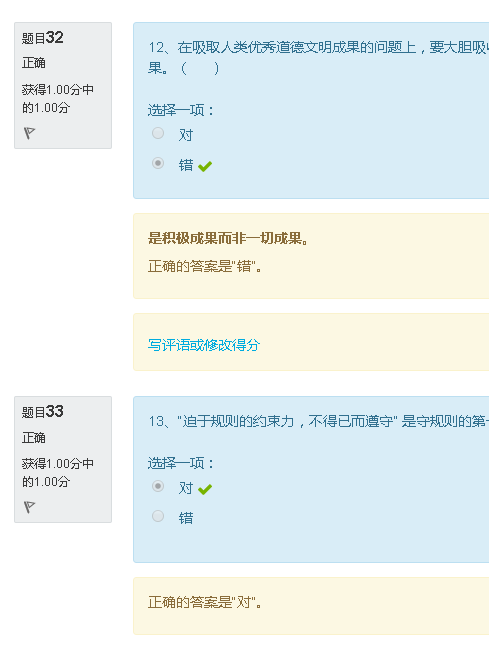 题目32
正确
获得1.00分中
的1.00分
12、在吸取人类优秀道德文明成果的问题上，要大胆吸
果。（　　）
选择一项：
对
错
是积极成果而非一切成果。
正确的答案是“错”。
写评语或修改得分
题目33
正确
获得1.00分中
的1.00分
13、“迫于规则的约束力，不得已而遵守” 是守规则的第
选择一项：
对
错
正确的答案是“对”。